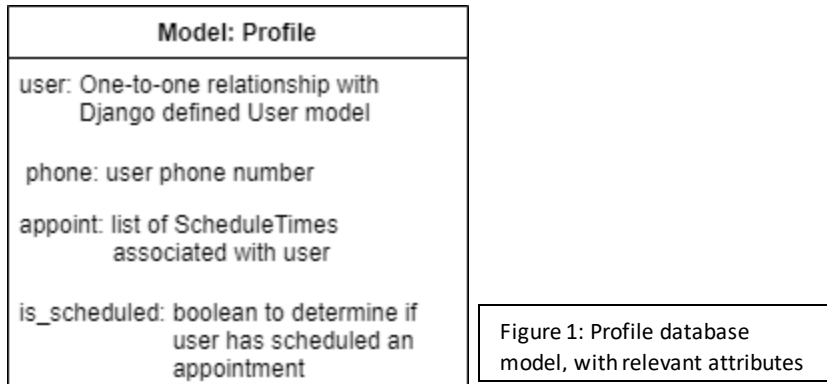 Model: Profile
user: One-to-one relationship with
Django defined User model
phone: user phone number
appoint: list of ScheduleTimes
associated with user
is_scheduled: boolean to determine if
user has scheduled an
appointment
Figure 1: Profile database
model, with relevant attributes